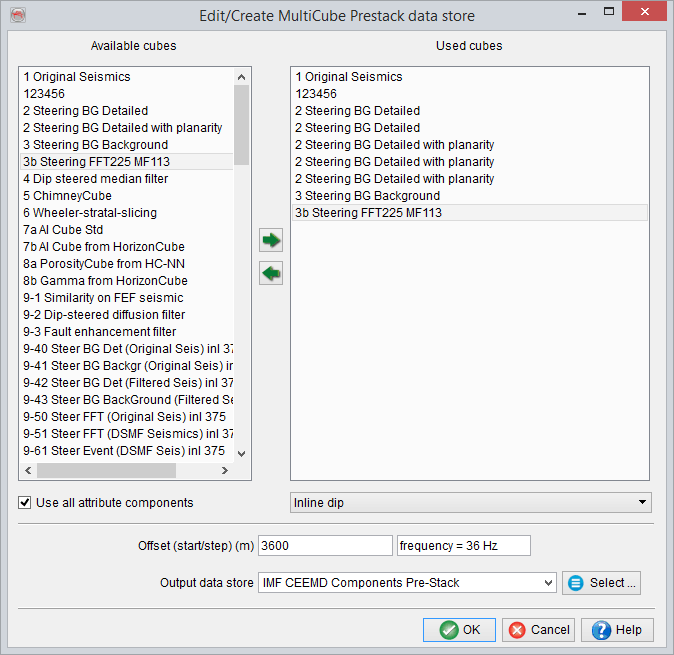 Edit/Create MultiCube Prestack data store
Available cubes
Used cubes
1 Original Seismics
123456
2 Steering BG Detailed
2 Steering BG Detailed with planarity
3 Steering BG Background
3b Steering FFT225 MF113
4 Dip steered median filter
5 ChimneyCube
6 Wheeler-stratal-slicing
7a AI Cube Std
7b AI Cube from HorizonCube
8a PorosityCube from HC-NN
8b Gamma from HorizonCube
9-1 Similarity on FEF seismic
9-2 Dip-steered diffusion filter
9-3 Fault enhancement filter
9-40 Steer BG Det (Original Seis) inl 37
9-41 Steer BG Backgr (Original Seis) ir
9-42 Steer BG Det (Filtered Seis) inl 37
9-43 Steer BG BackGround (Filtered Se
9-50 Steer FFT (Original Seis) inl 375
9-51 Steer FFT (DSMF Seismics) inl 37
9-61 Steer Event (DSMF Seis) inl 375
1 Original Seismics
123456
2 Steering BG Detailed
2 Steering BG Detailed
2 Steering BG Detailed with planarity
2 Steering BG Detailed with planarity
2 Steering BG Detailed with planarity
3 Steering BG Background
3b Steering FFT225 MF113
Use all attribute components
Inline dip
Offset (start/step) (m) 3600 frequency = 36 Hz
Output data store IMF CEEMD Components Pre-Stack Select ...
OK Cancel Help